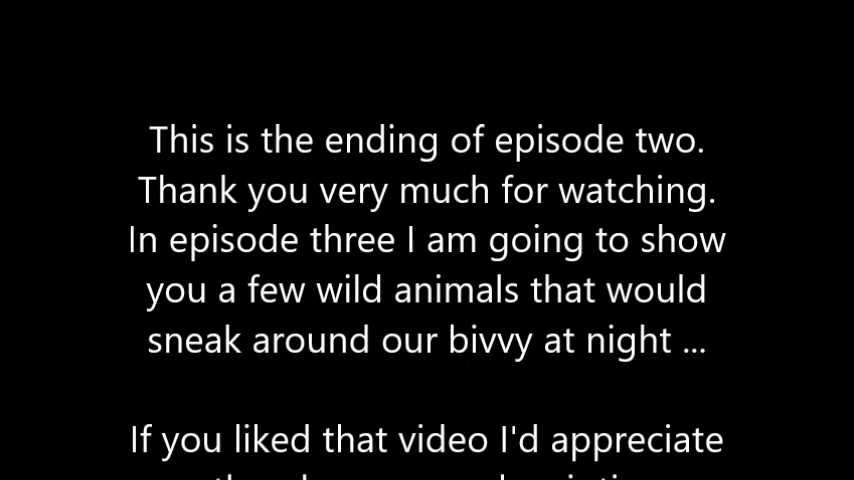 This is the ending of episode two.
Thank you very much for watching.
In episode three I am going to show
you a few wild animals that would
sneak around our bivvy at night ...
If you liked that video I'd appreciate